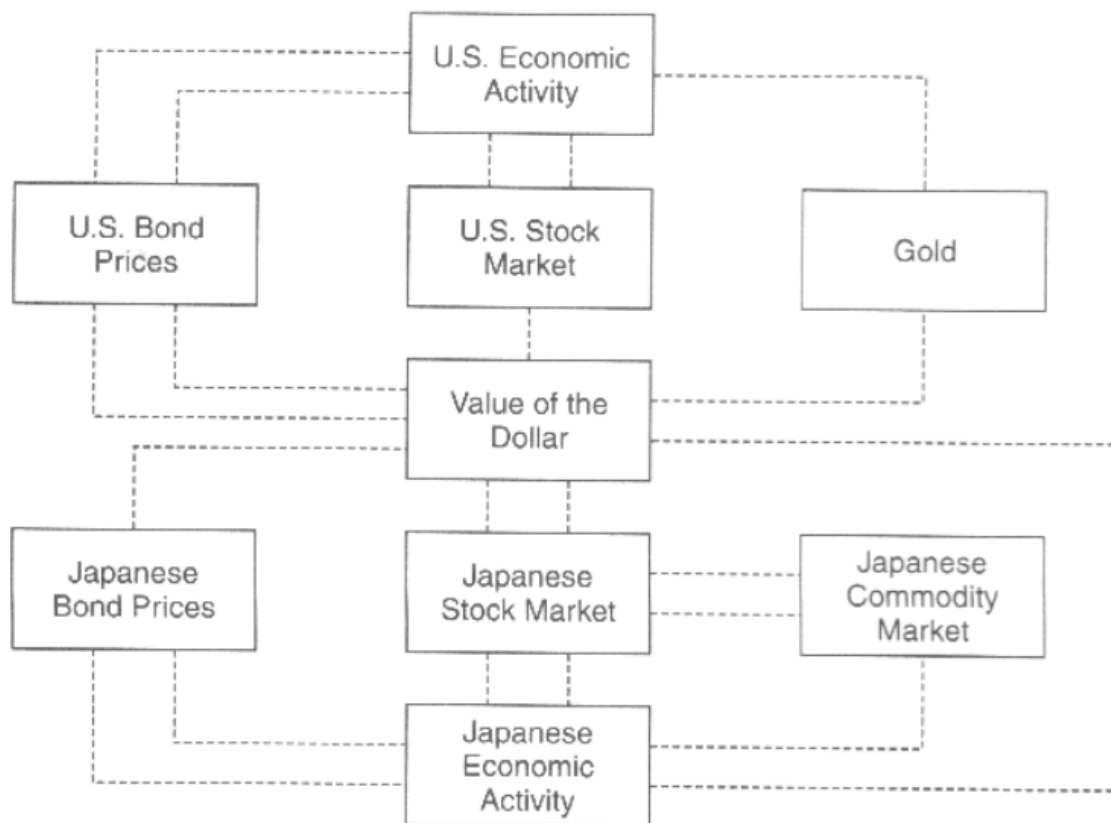 U.S. Economic
Activity
U.S. Bond
Prices
U.S. Stock
Market
Gold
Value of the
Dollar
Japanese
Bond Prices
Japanese
Stock Market
Japanese
Commodity
Market
Japanese
Economic
Activity